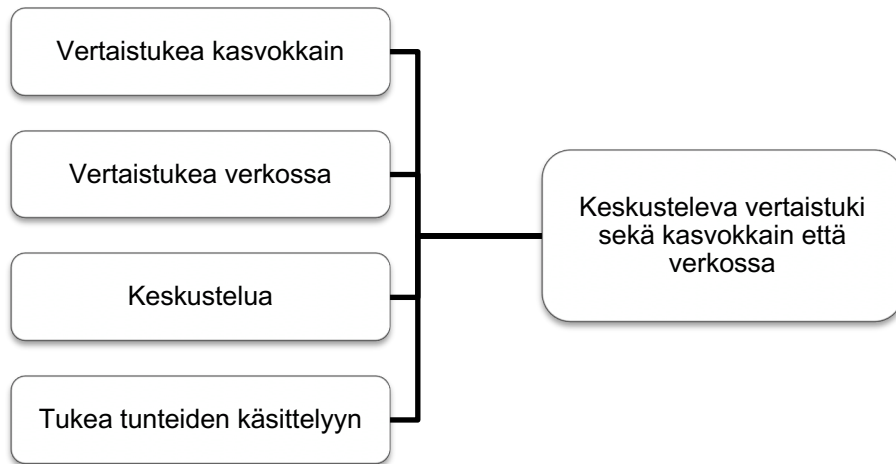 Vertaistukea kasvokkain
Vertaistukea verkossa
Keskustelua
Tukea tunteiden käsittelyyn
Keskusteleva vertaistuki
sekä kasvokkain että
verkossa